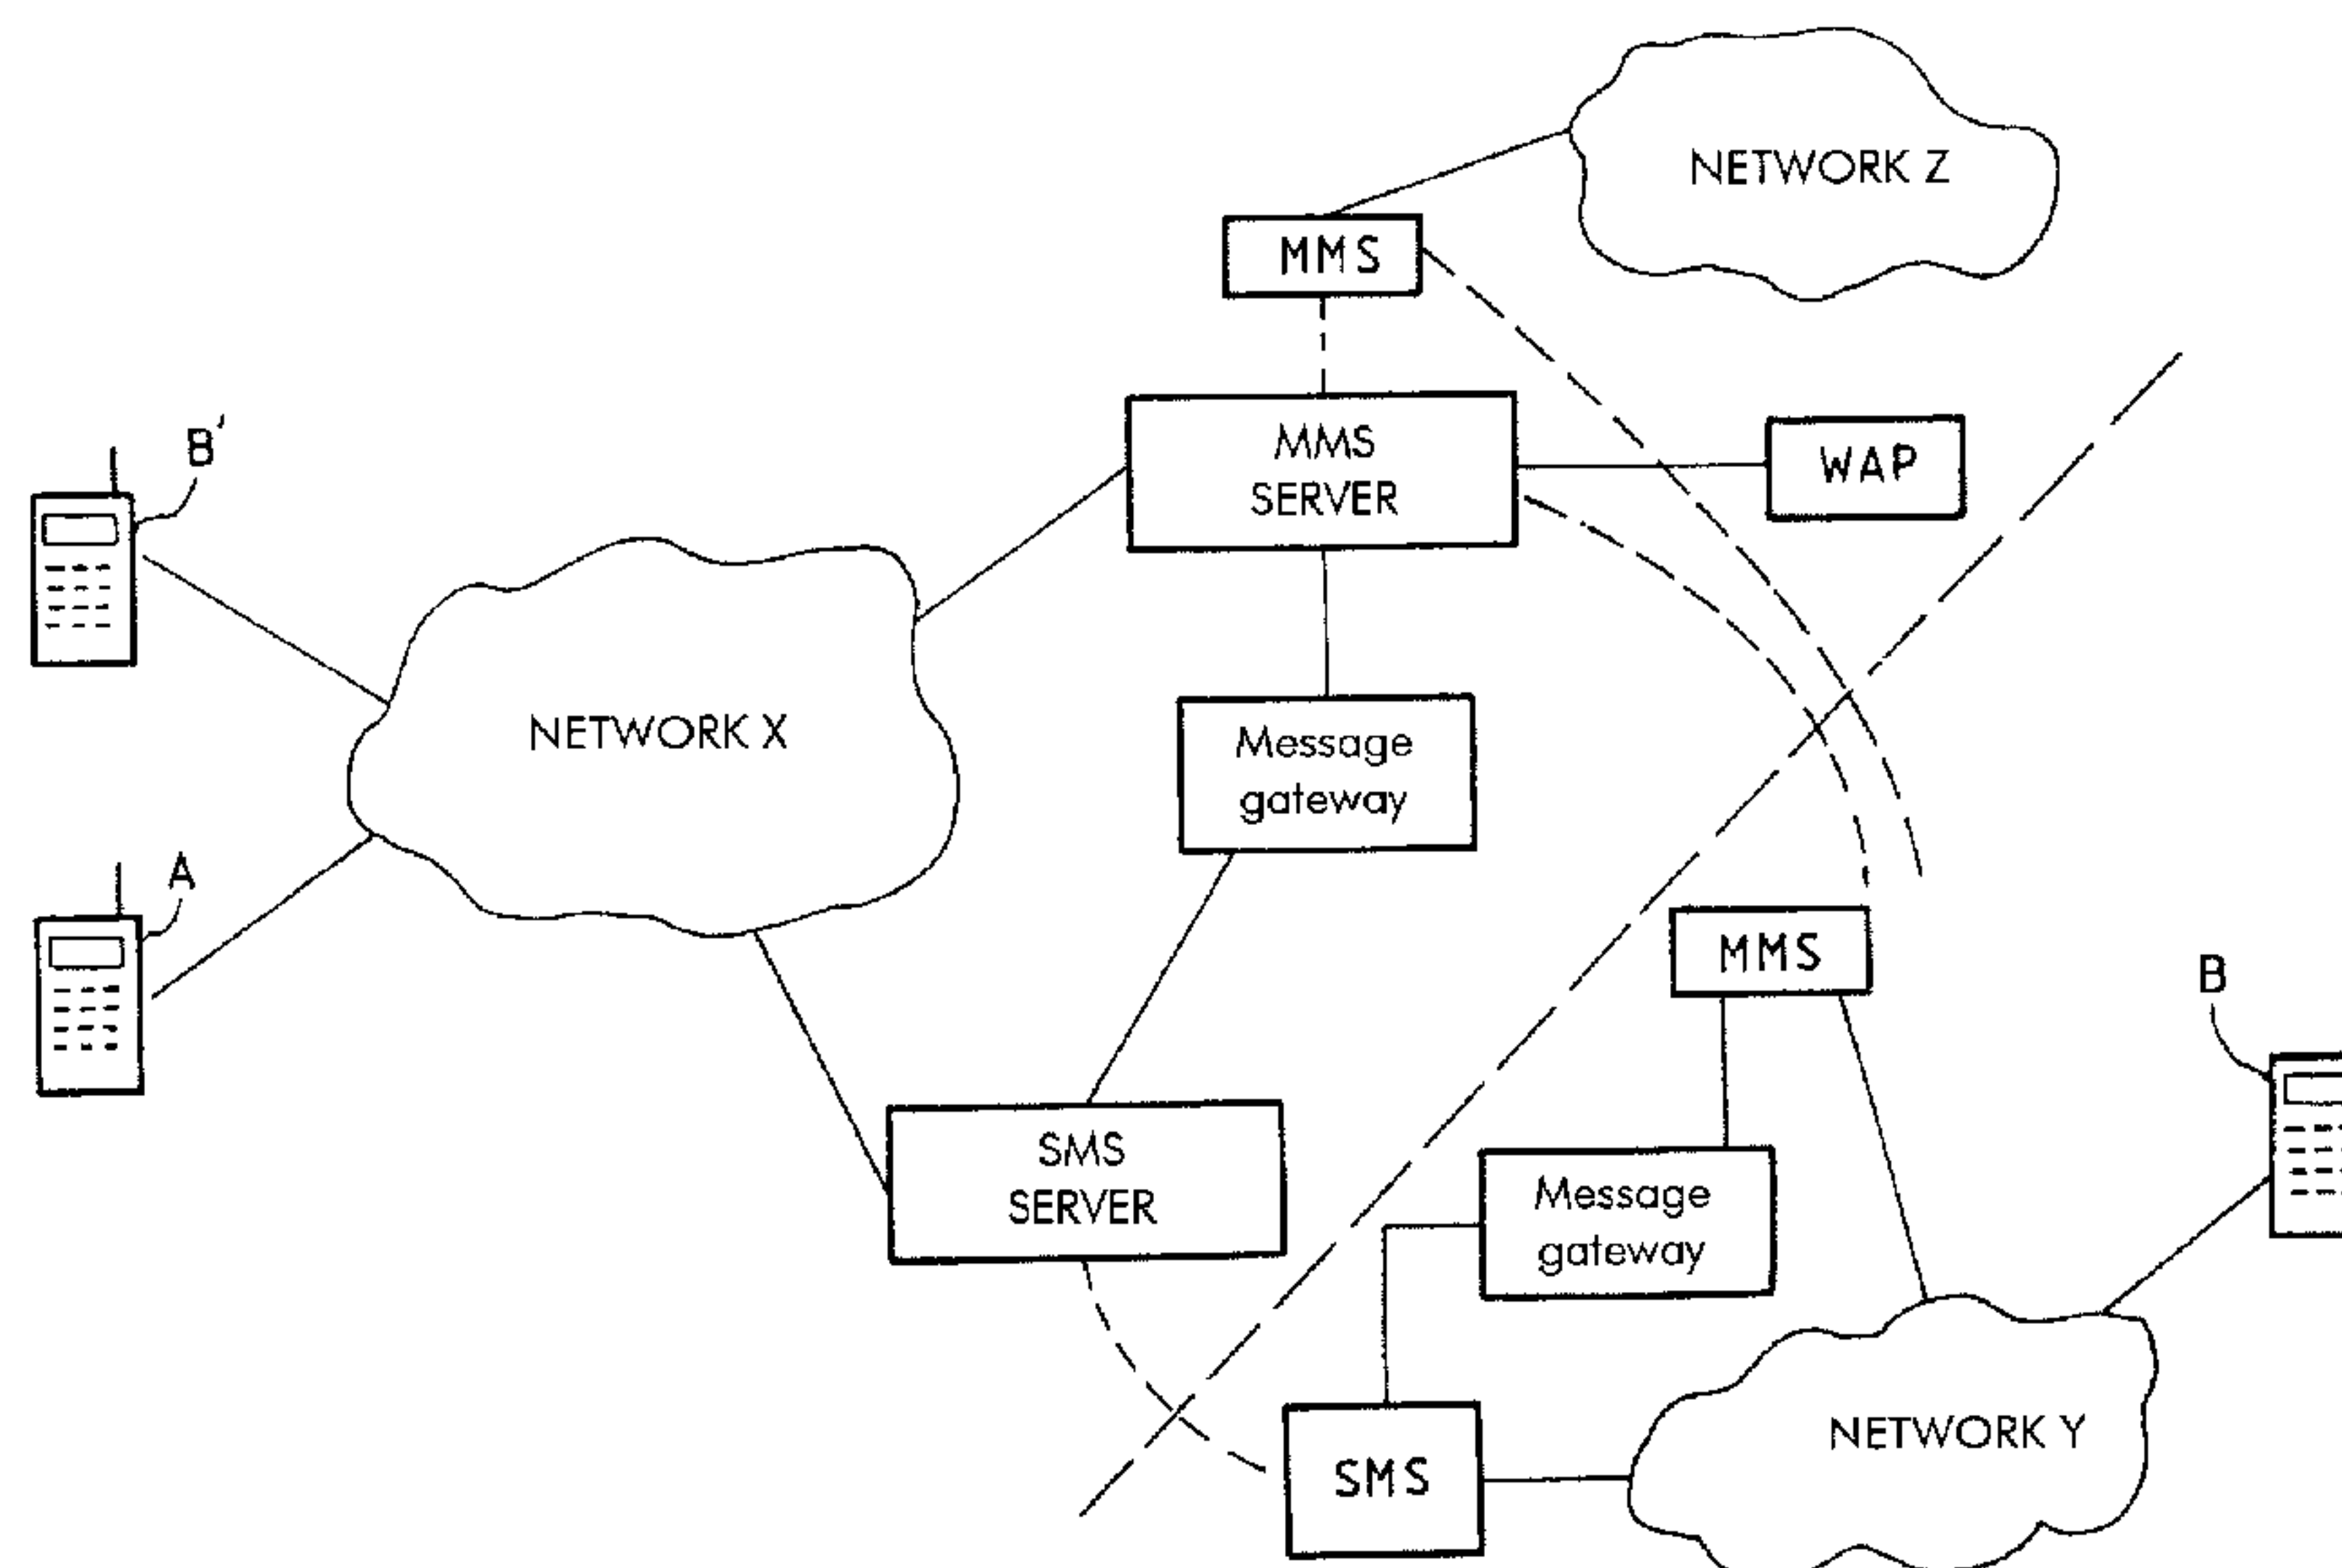 NETWORK Z
MMS
MMS
SERVER
WAP
B'
NETWORK X
Message
gateway
A
MMS
B
SMS
SERVER
Message
gateway
NETWORK Y
SMS